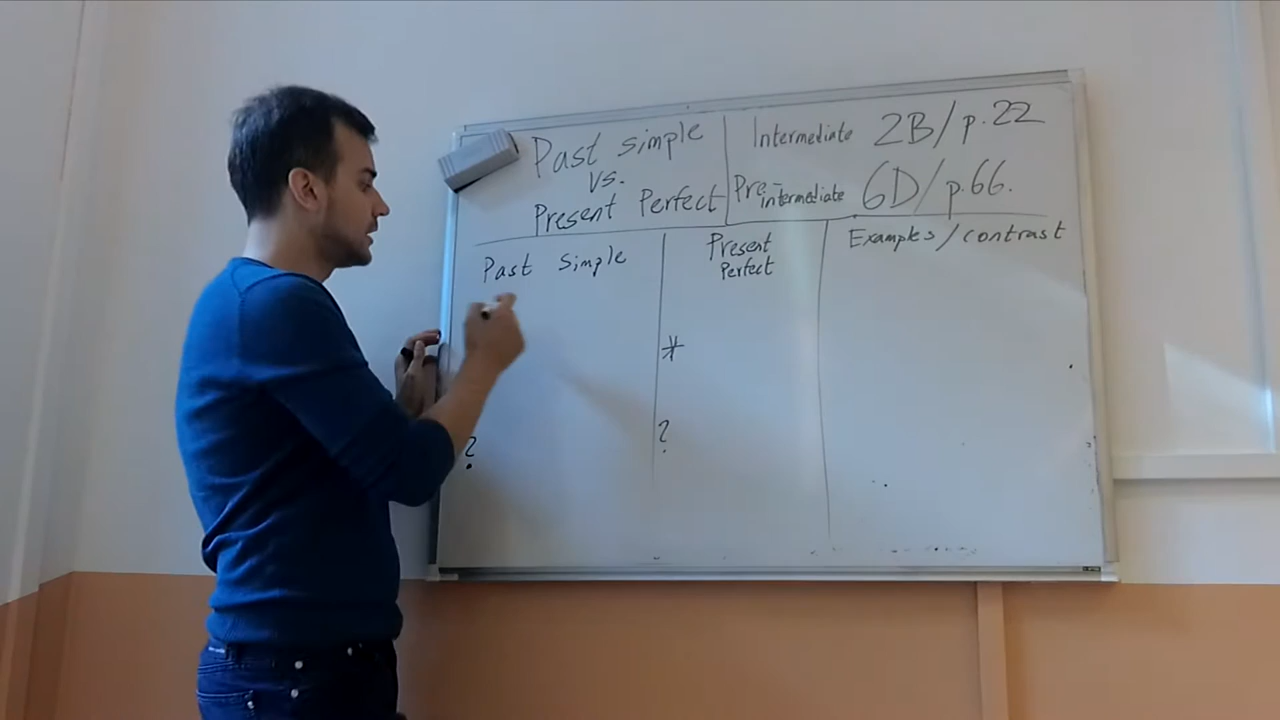 Past simple
vs.
Present Perfect
Intermediate 2B/p.22
Pre-
intermediate 6D/p.66.
Past Simple
Present
Perfect
Examples/contrast
*
?
?